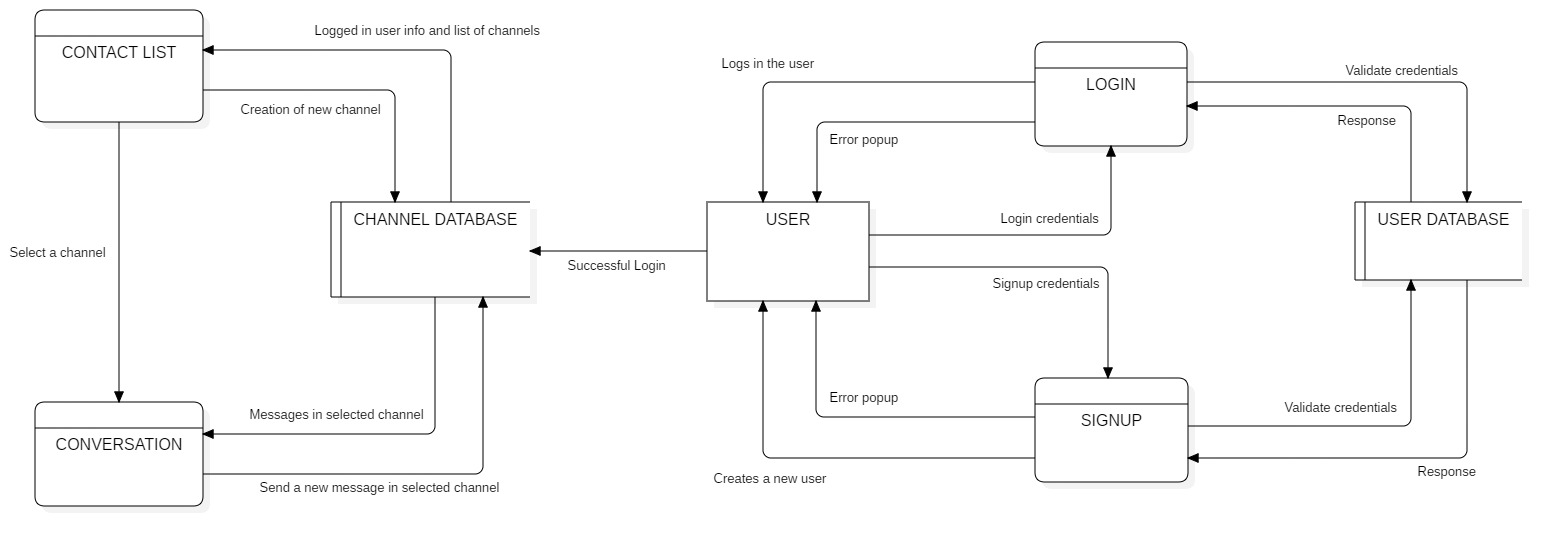 Logged in user info and list of channels
CONTACT LIST
Creation of new channel
Logs in the user
LOGIN
Validate credentials
Response
Error popup
CHANNEL DATABASE
USER
Login credentials
USER DATABASE
Select a channel
Successful Login
Signup credentials
Error popup
Validate credentials
Messages in selected channel
SIGNUP
CONVERSATION
Response
Creates a new user
Send a new message in selected channel